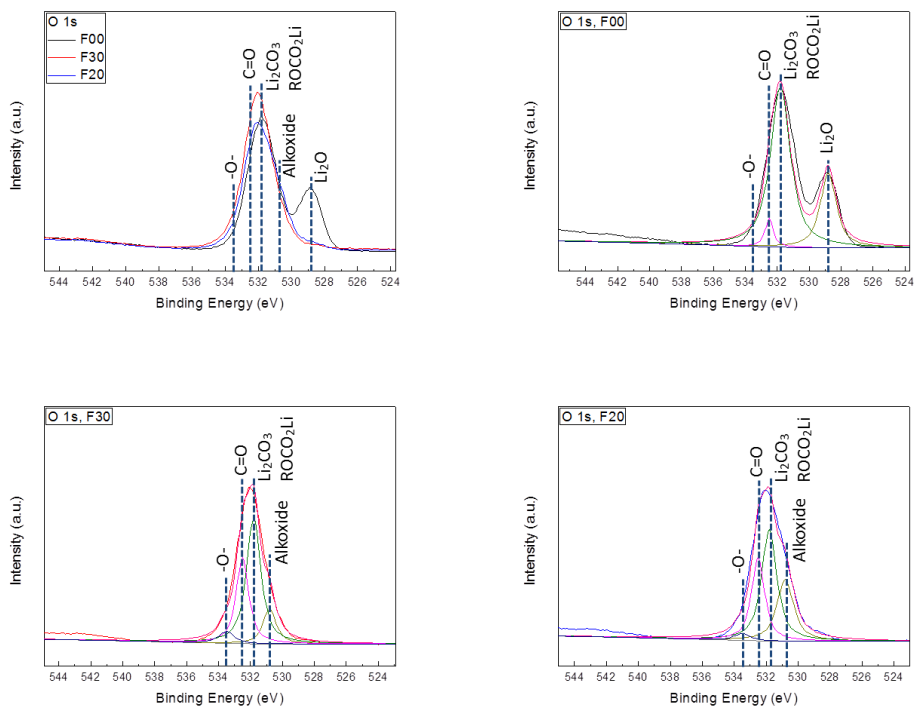 O 1s
F00
F30
F20
-O-
C=O
Li₂CO₃
ROCO₂Li
Alkoxide
Li₂O
Intensity (a.u.)
544 542 540 538 536 534 532 530 528 526 524
Binding Energy (eV)
O 1s, F00
-O-
C=O
Li₂CO₃
ROCO₂Li
Li₂O
Intensity (a.u.)
544 542 540 538 536 534 532 530 528 526 524
Binding Energy (eV)
O 1s, F30
-O-
C=O
Li₂CO₃
ROCO₂Li
Alkoxide
Intensity (a.u.)
544 542 540 538 536 534 532 530 528 526 524
Binding Energy (eV)
O 1s, F20
-O-
C=O
Li₂CO₃
ROCO₂Li
Alkoxide
Intensity (a.u.)
544 542 540 538 536 534 532 530 528 526 524
Binding Energy (eV)